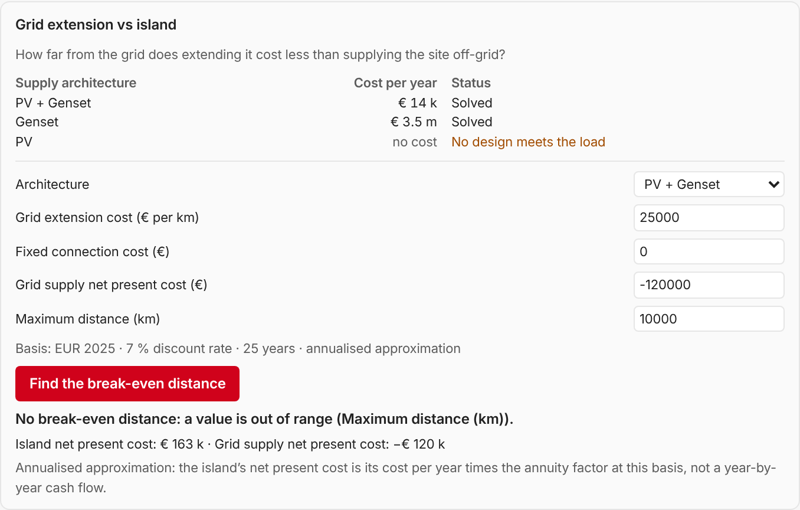 Grid extension vs island
How far from the grid does extending it cost less than supplying the site off-grid?
Supply architecture Cost per year Status
PV + Genset € 14 k Solved
Genset € 3.5 m Solved
PV no cost No design meets the load
Architecture PV + Genset
Grid extension cost (€ per km) 25000
Fixed connection cost (€) 0
Grid supply net present cost (€) -120000
Maximum distance (km) 10000
Basis: EUR 2025 · 7 % discount rate · 25 years · annualised approximation
Find the break-even distance
No break-even distance: a value is out of range (Maximum distance (km)).
Island net present cost: € 163 k · Grid supply net present cost: −€ 120 k
Annualised approximation: the island’s net present cost is its cost per year times the annuity factor at this basis, not a year-by-
year cash flow.